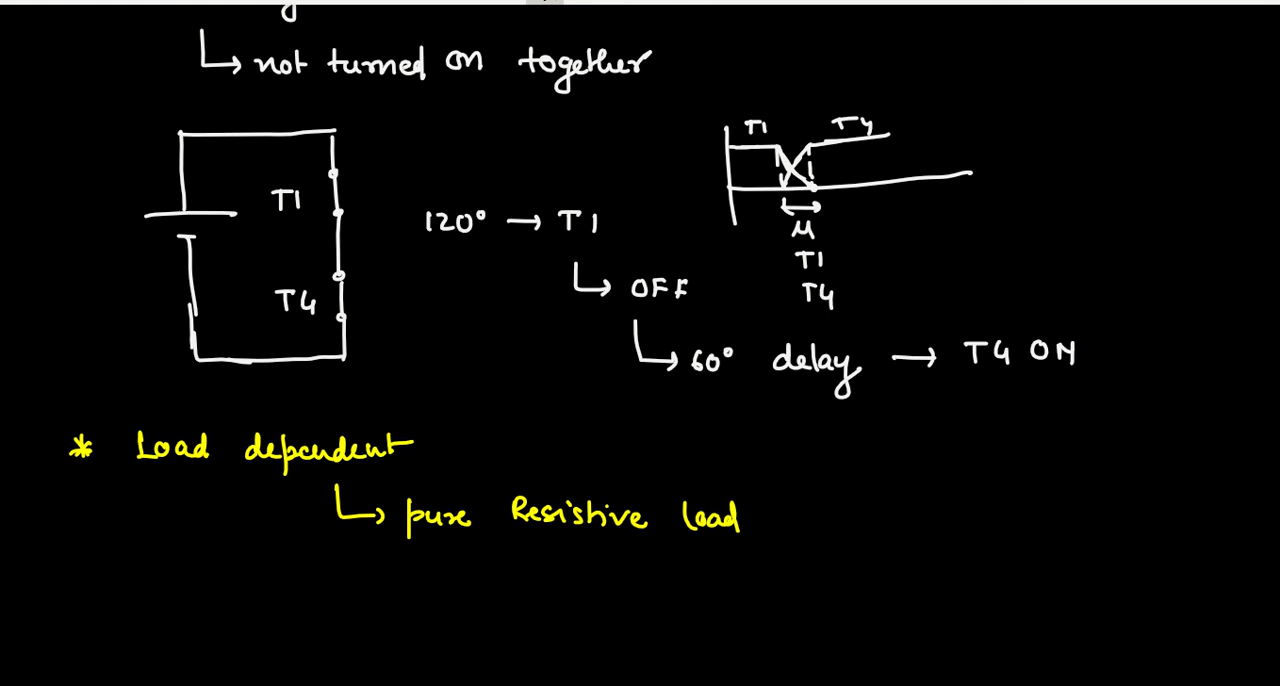 not turned on together
T1 T4
T1
120° → T1
μ
T1
OFF
T4
T4
60° delay → T4 ON
* Load dependent
pure Resistive load